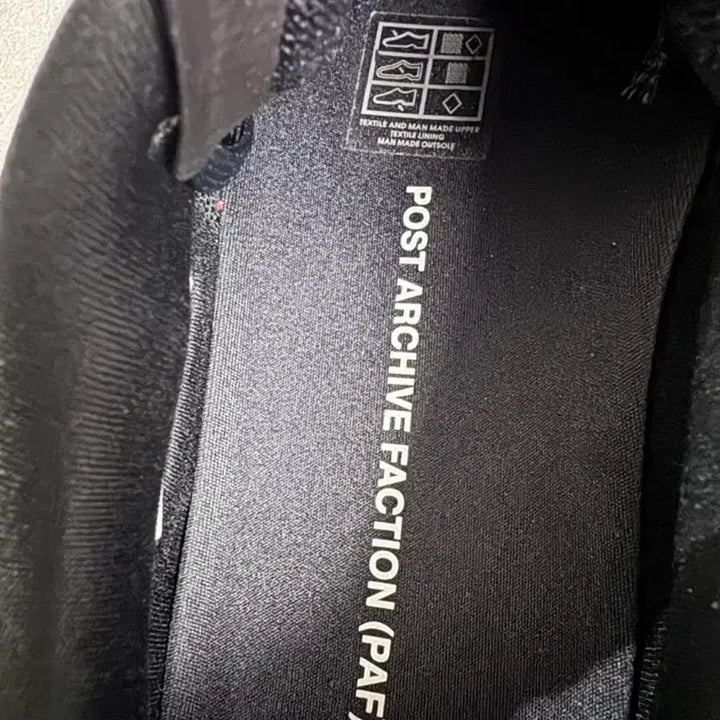 TEXTILE AND MAN MADE UPPER
TEXTILE LINING
MAN MADE OUTSOLE
POST ARCHIVE FACTION (PAF